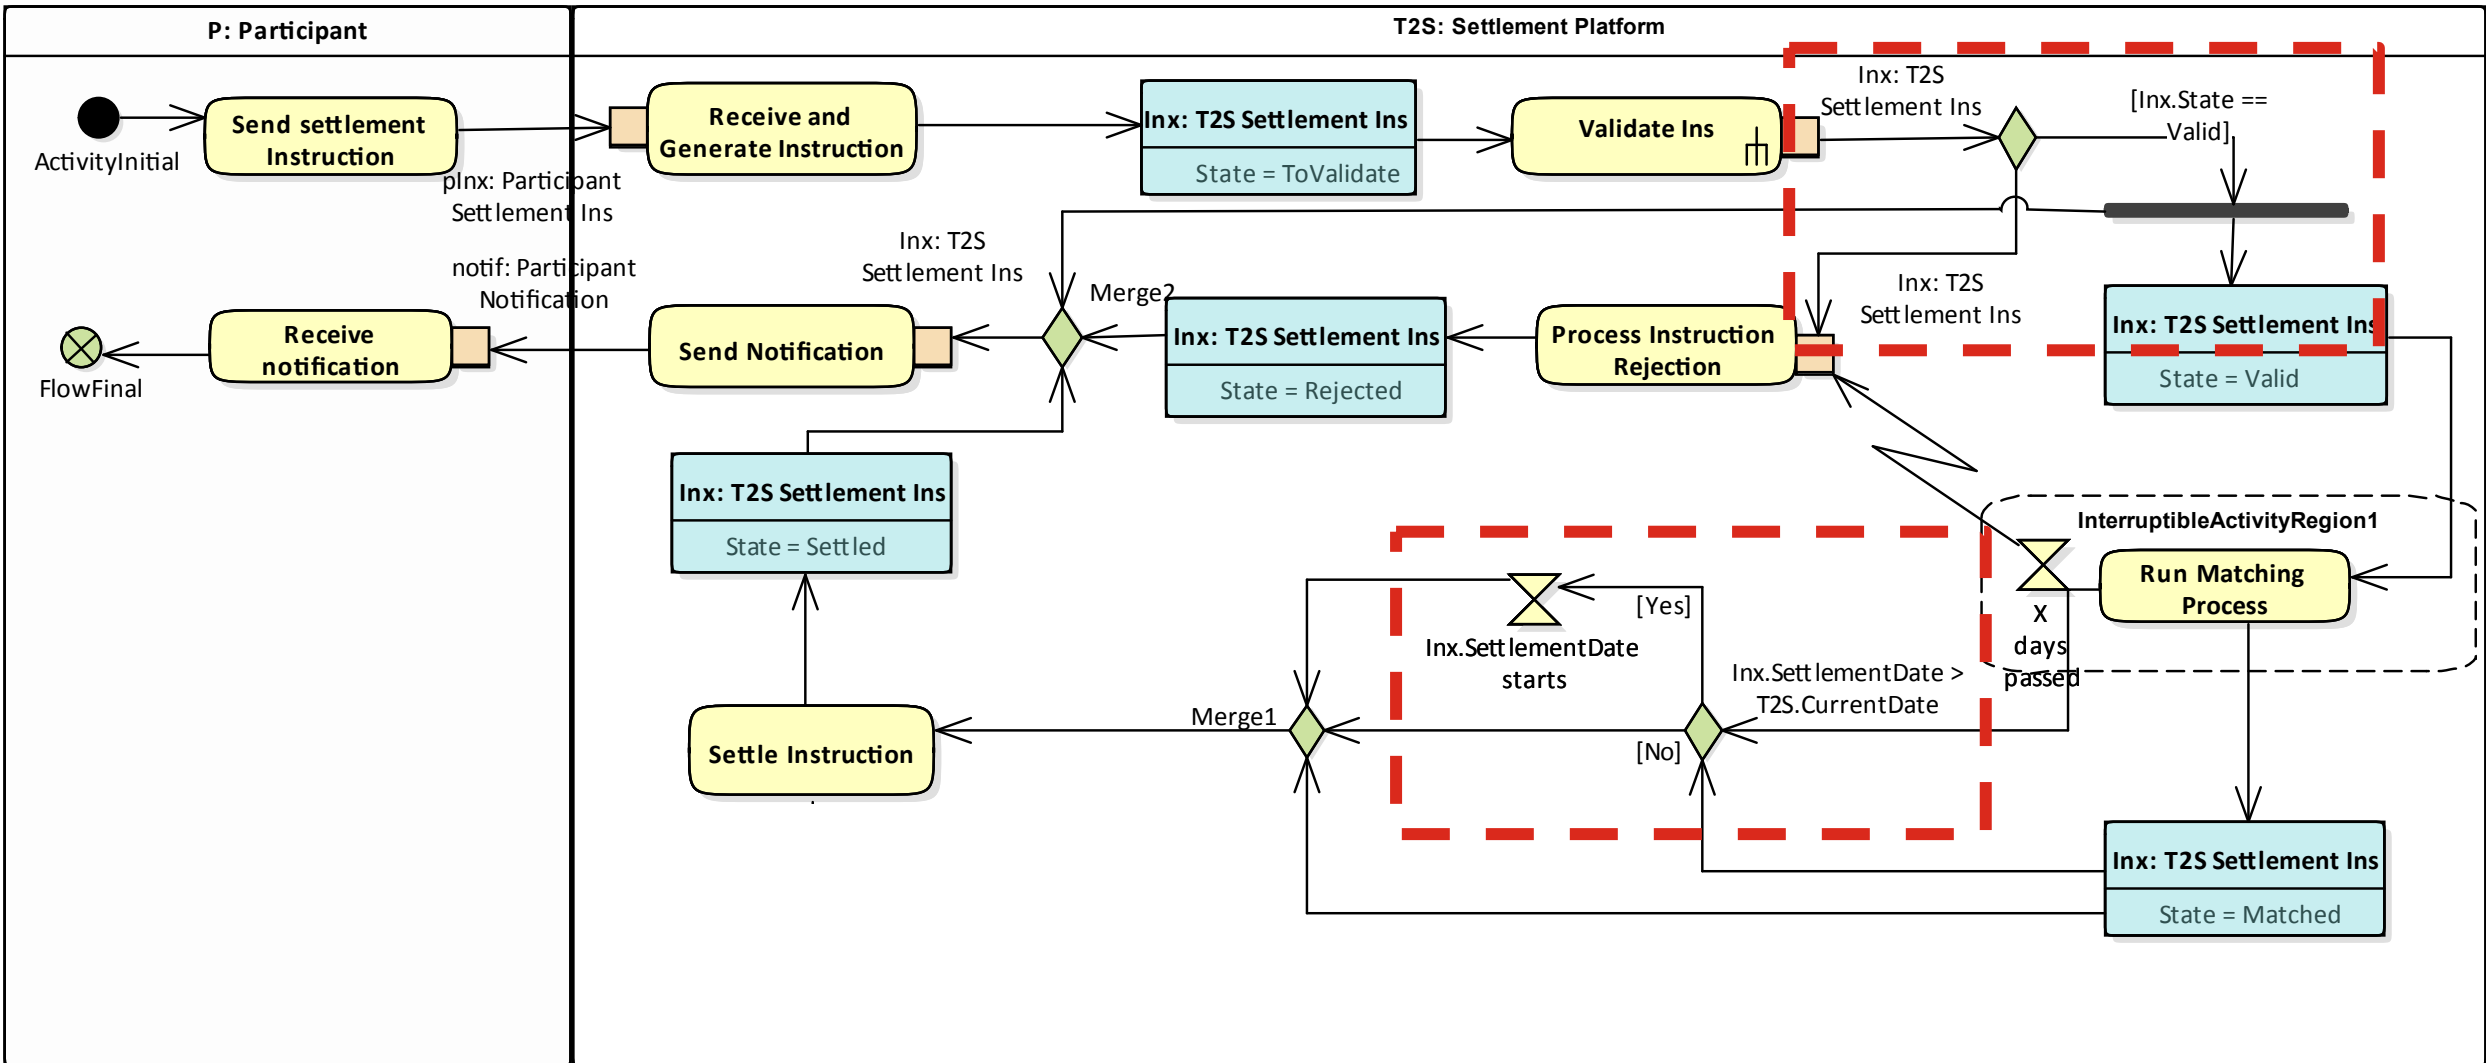 P: Participant
T2S: Settlement Platform
ActivityInitial
Send settlement
Instruction
pInx: Participant
Settlement Ins
Receive and
Generate Instruction
Inx: T2S Settlement Ins
State = ToValidate
Validate Ins
Inx: T2S
Settlement Ins
[Inx.State ==
Valid]
FlowFinal
Receive
notification
notif: Participant
Notification
Send Notification
Inx: T2S
Settlement Ins
Merge2
Inx: T2S Settlement Ins
State = Rejected
Process Instruction
Rejection
Inx: T2S
Settlement Ins
Inx: T2S Settlement Ins
State = Valid
Inx: T2S Settlement Ins
State = Settled
InterruptibleActivityRegion1
Run Matching
Process
X
days
passed
[Yes]
Inx.SettlementDate
starts
Inx.SettlementDate >
T2S.CurrentDate
[No]
Merge1
Settle Instruction
Inx: T2S Settlement Ins
State = Matched